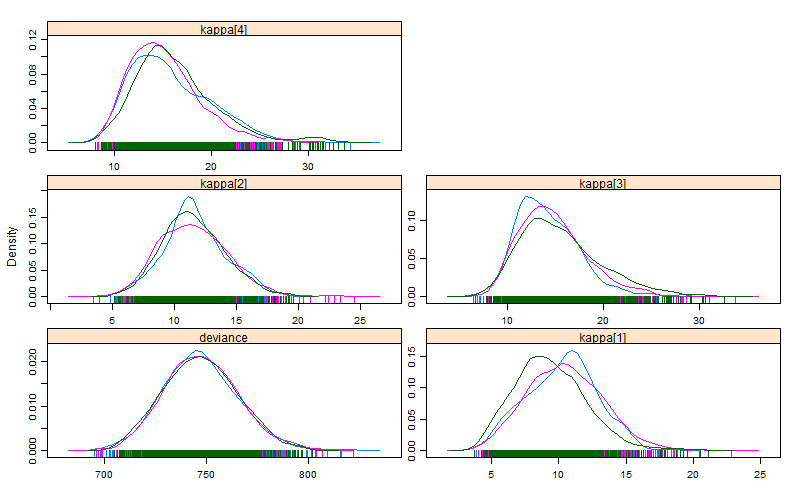 kappa[4]
0.00 0.04 0.08 0.12
10 20 30
kappa[2]
0.00 0.05 0.10 0.15
5 10 15 20 25
kappa[3]
0.00 0.05 0.10
10 20 30
Density
deviance
0.000 0.010 0.020
700 750 800
kappa[1]
0.00 0.05 0.10 0.15
5 10 15 20 25